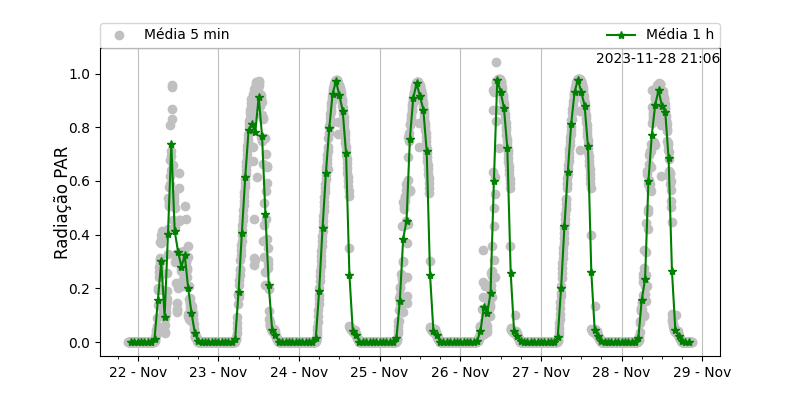 Média 5 min
Média 1 h
2023-11-28 21:06
Radiação PAR
1.0
0.8
0.6
0.4
0.2
0.0
22 - Nov
23 - Nov
24 - Nov
25 - Nov
26 - Nov
27 - Nov
28 - Nov
29 - Nov